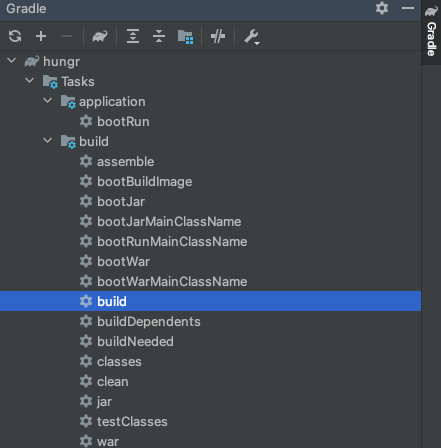 Gradle
hungr
Tasks
application
bootRun
build
assemble
bootBuildImage
bootJar
bootJarMainClassName
bootRunMainClassName
bootWar
bootWarMainClassName
build
buildDependents
buildNeeded
classes
clean
jar
testClasses
war
Gradle